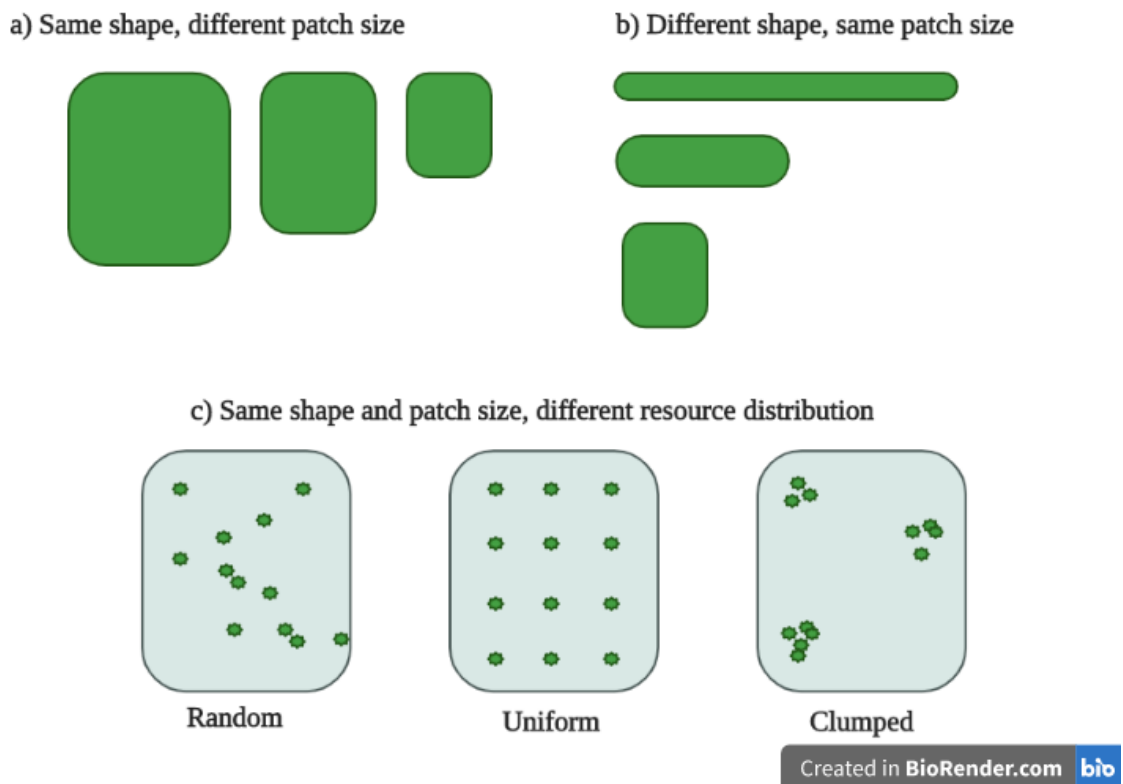 a) Same shape, different patch size
b) Different shape, same patch size
c) Same shape and patch size, different resource distribution
Random
Uniform
Clumped
Created in BioRender.com bio